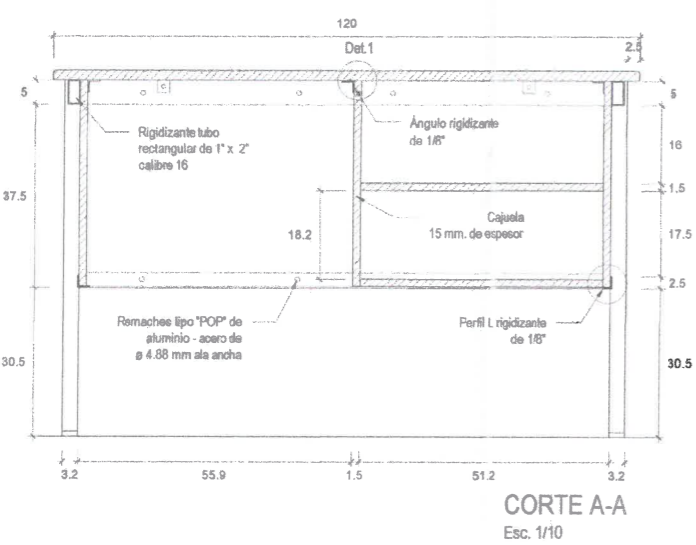 120
Det.1
2.5
5
5
Rigidizante tubo
rectangular de 1" x 2"
calibre 16
Ángulo rigidizante
de 1/8"
16
37.5
1.5
18.2
Cajuela
15 mm. de espesor
17.5
2.5
Remaches tipo "POP" de
aluminio - acero de
ø 4.88 mm ala ancha
Perfil L rigidizante
de 1/8"
30.5
30.5
3.2
55.9
1.5
51.2
3.2
CORTE A-A
Esc. 1/10